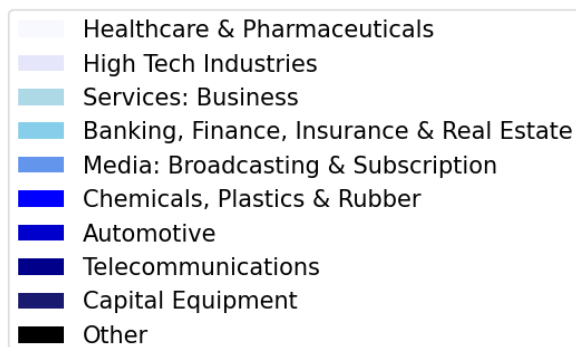 Healthcare & Pharmaceuticals
High Tech Industries
Services: Business
Banking, Finance, Insurance & Real Estate
Media: Broadcasting & Subscription
Chemicals, Plastics & Rubber
Automotive
Telecommunications
Capital Equipment
Other